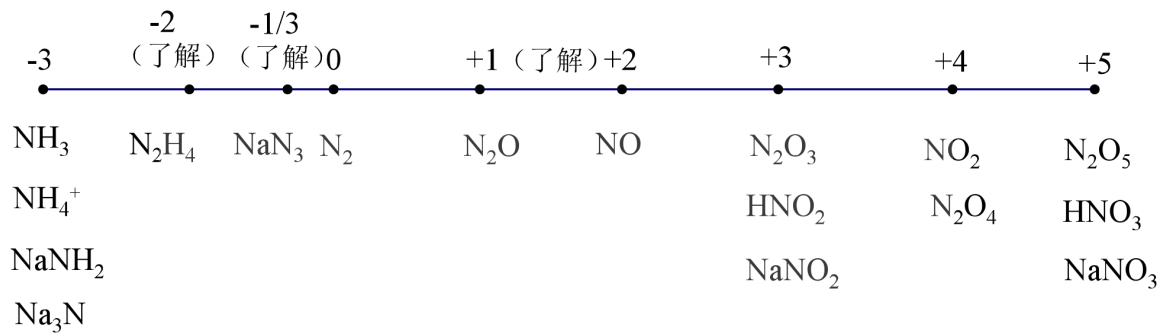 -2 -1/3
-3 （了解）（了解）0 +1（了解）+2 +3 +4 +5
NH₃ N₂H₄ NaN₃ N₂ N₂O NO N₂O₃ NO₂ N₂O₅
NH₄⁺ HNO₂ N₂O₄ HNO₃
NaNH₂ NaNO₂ NaNO₃
Na₃N